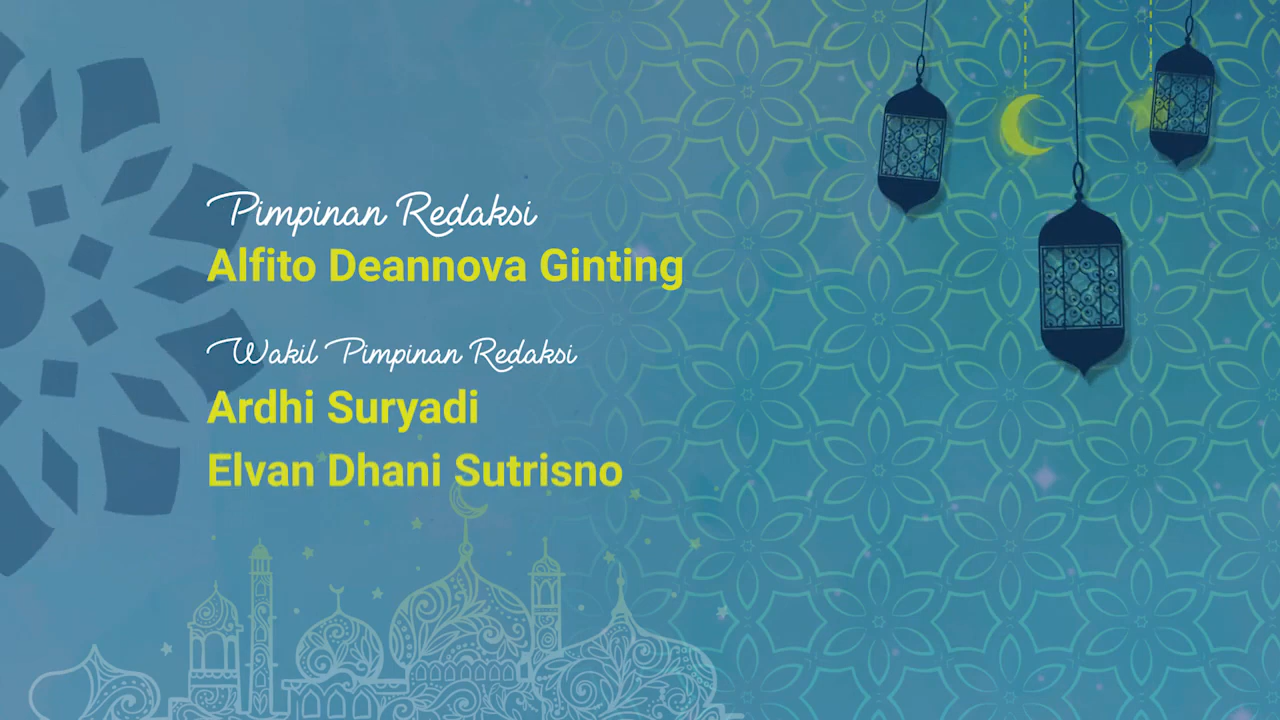 Pimpinan Redaksi
Alfito Deannova Ginting
Wakil Pimpinan Redaksi
Ardhi Suryadi
Elvan Dhani Sutrisno